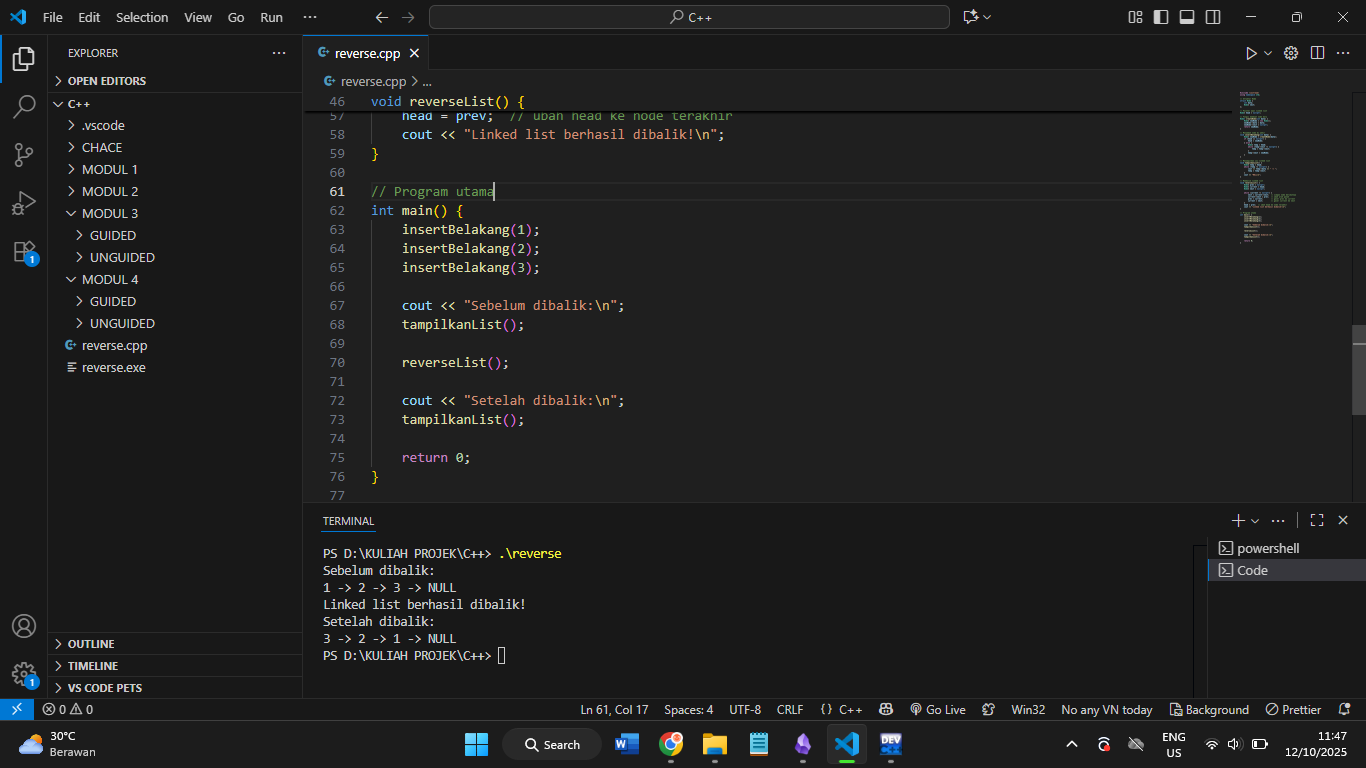 File Edit Selection View Go Run ··· C++
EXPLORER ···
OPEN EDITORS
C++
.vscode
CHACE
MODUL 1
MODUL 2
MODUL 3
GUIDED
UNGUIDED
MODUL 4
GUIDED
UNGUIDED
reverse.cpp
reverse.exe
OUTLINE
TIMELINE
VS CODE PETS
reverse.cpp
reverse.cpp > ...
46 void reverseList() {
57 head = prev; // ubah head ke node terakhir
58 cout << "Linked list berhasil dibalik!\n";
59 }
60
61 // Program utama
62 int main() {
63 insertBelakang(1);
64 insertBelakang(2);
65 insertBelakang(3);
66
67 cout << "Sebelum dibalik:\n";
68 tampilkanList();
69
70 reverseList();
71
72 cout << "Setelah dibalik:\n";
73 tampilkanList();
74
75 return 0;
76 }
77
TERMINAL
PS D:\KULIAH PROJEK\C++> .\reverse
Sebelum dibalik:
1 -> 2 -> 3 -> NULL
Linked list berhasil dibalik!
Setelah dibalik:
3 -> 2 -> 1 -> NULL
PS D:\KULIAH PROJEK\C++>
powershell
Code
0 0 Ln 61, Col 17 Spaces: 4 UTF-8 CRLF {} C++ Go Live Win32 No any VN today Background Prettier
30°C
Berawan
Search
DEV
ENG
US
11:47
12/10/2025